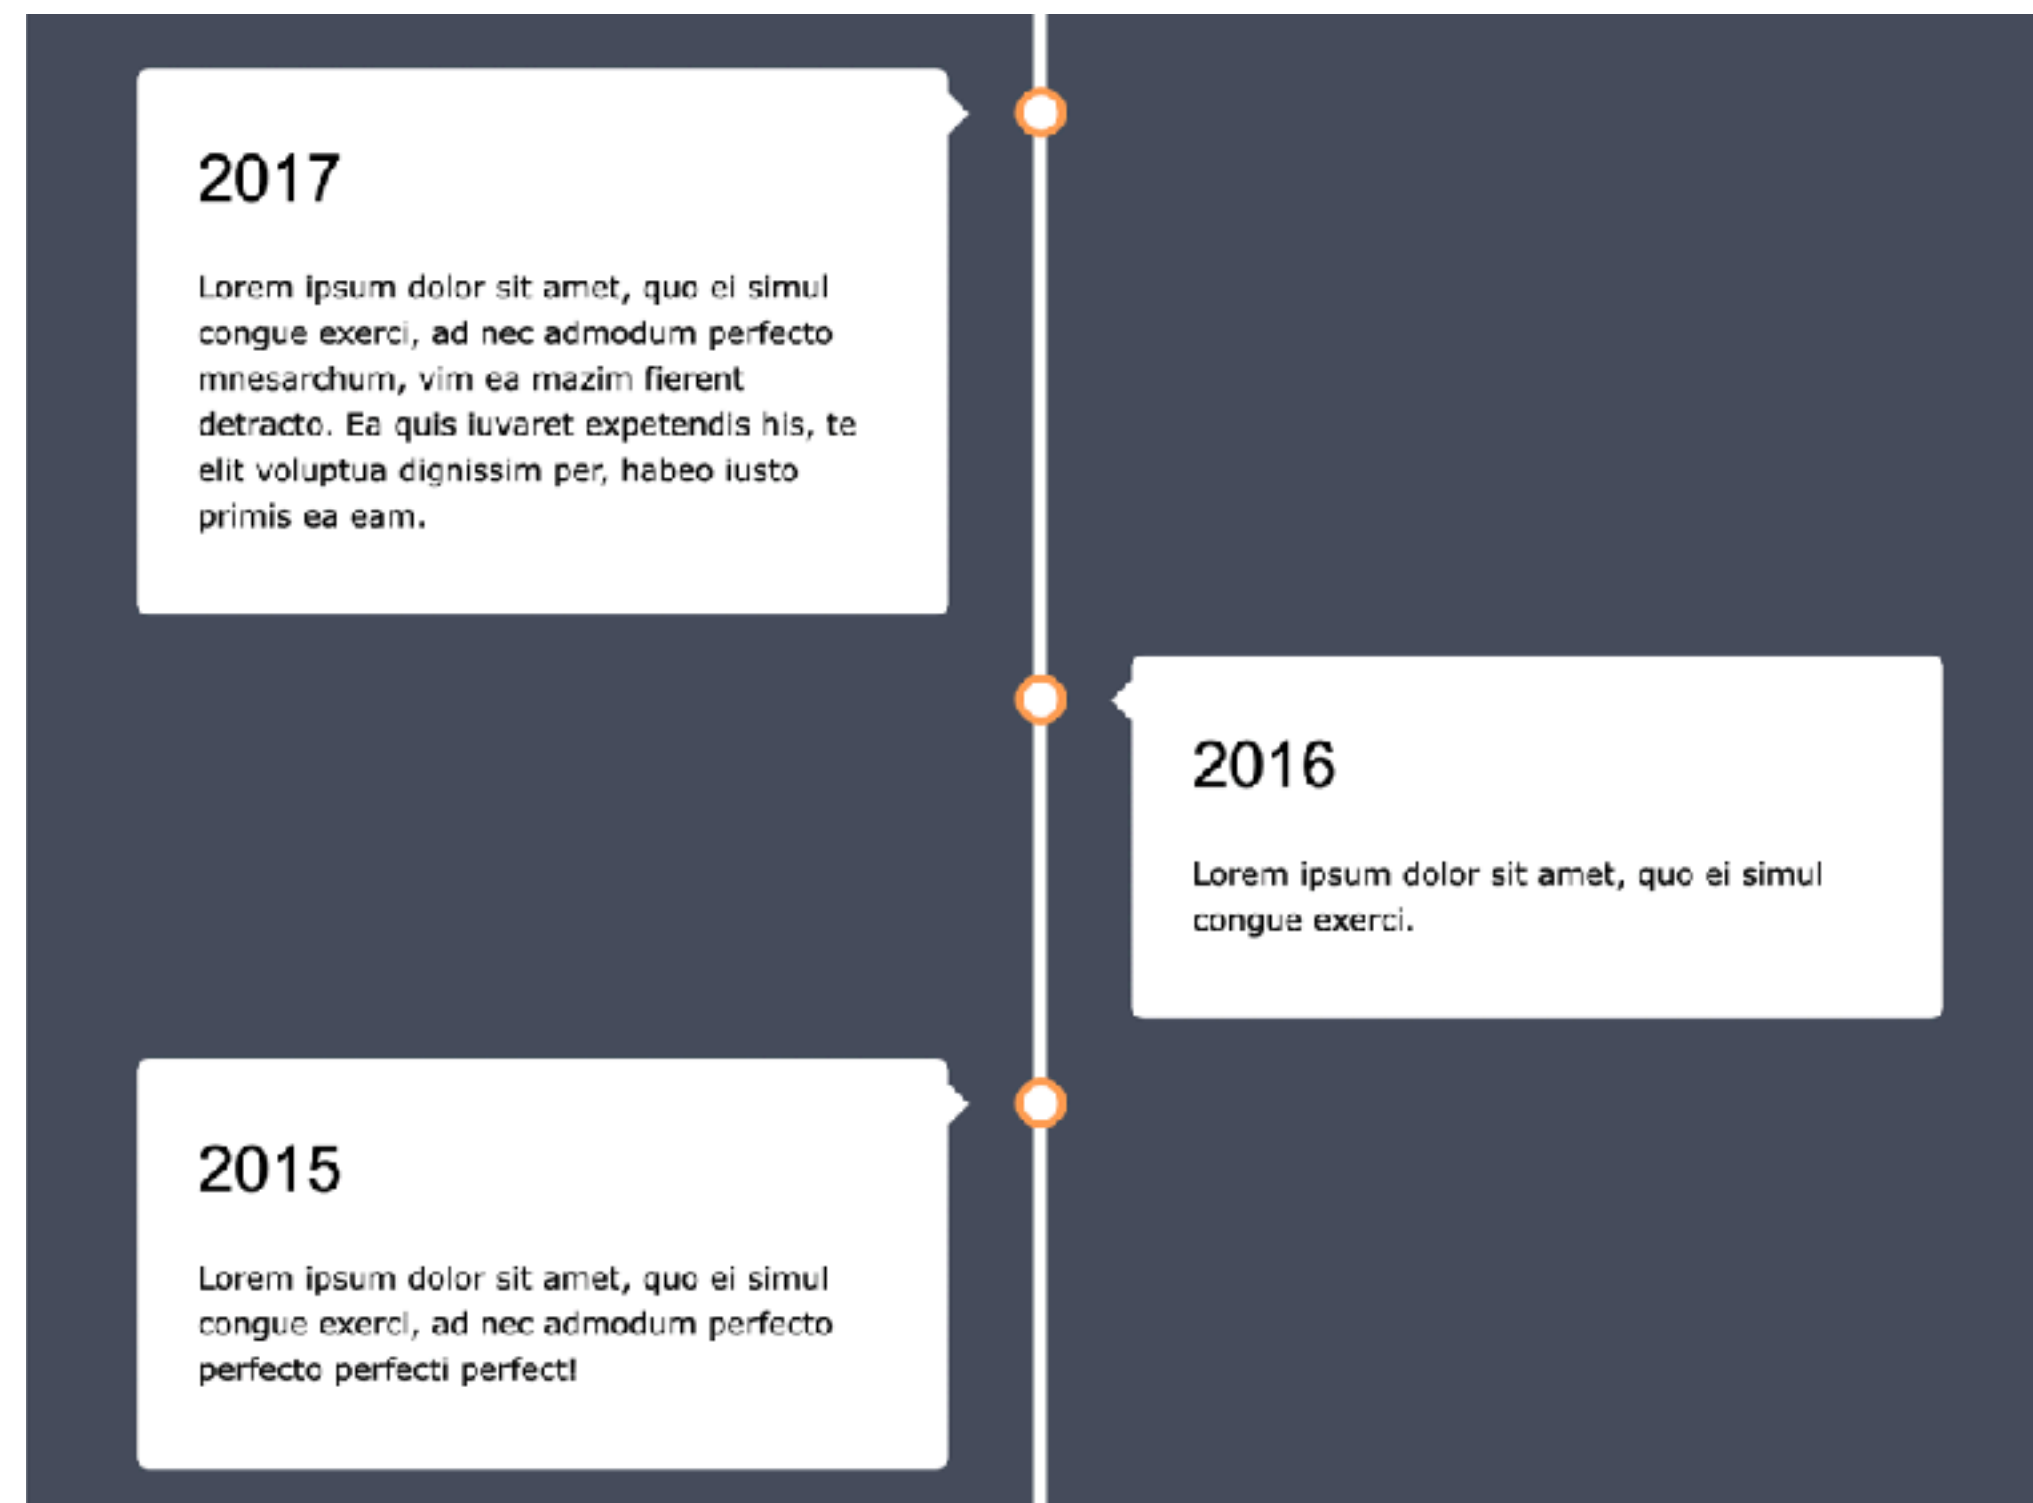 2017
Lorem ipsum dolor sit amet, quo ei simul
congue exerci, ad nec admodum perfecto
mnesarchum, vim ea mazim fierent
detracto. Ea quis iuvaret expetendis his, te
elit voluptua dignissim per, habeo iusto
primis ea eam.
2016
Lorem ipsum dolor sit amet, quo ei simul
congue exerci.
2015
Lorem ipsum dolor sit amet, quo ei simul
congue exerci, ad nec admodum perfecto
perfecto perfecti perfect!